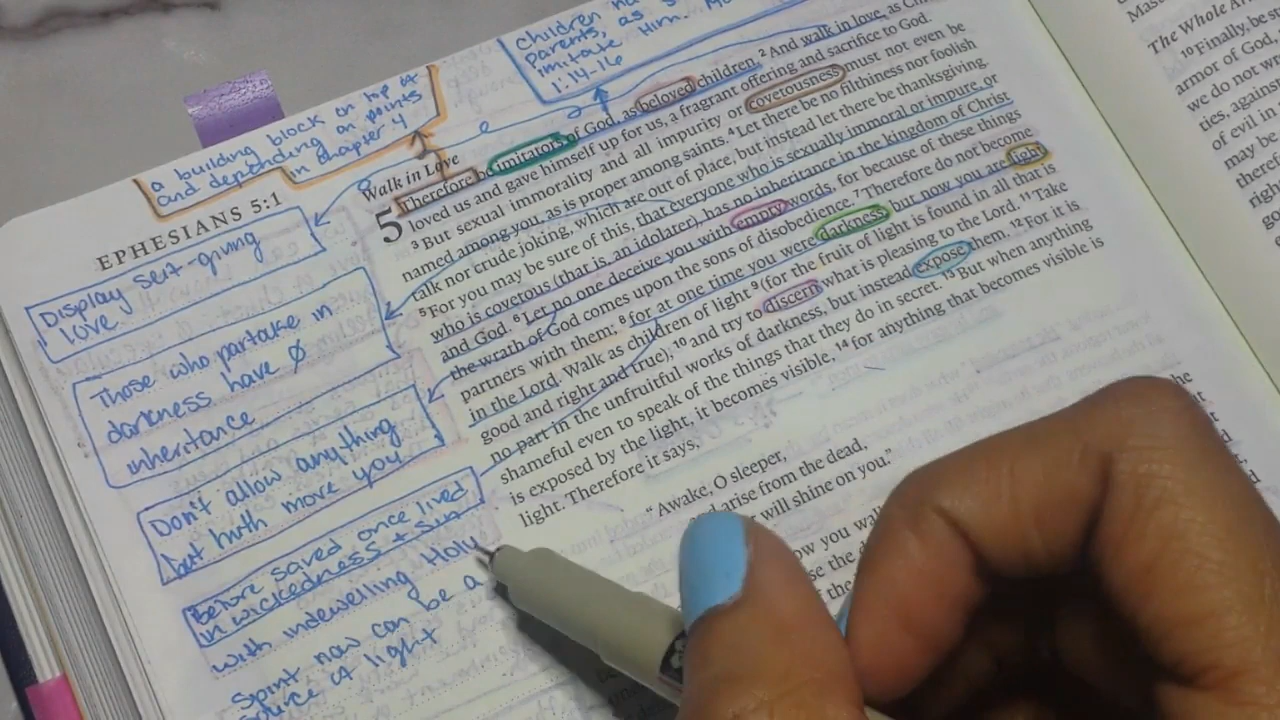 a building block on top of
and depending on points
in chapter 4
children
parents, as
imitate Him.
1:14-16
EPHESIANS 5:1
Display self-giving
love
Those who partake in
darkness have Ø
inheritance
Don't allow anything
but truth move you.
Before saved once lived
in wickedness + sin
with indwelling Holy
Spirit now can be a
source of light
Walk in Love
5 Therefore be imitators of God, as beloved children. 2 And walk in love, as
loved us and gave himself up for us, a fragrant offering and sacrifice to God.
3 But sexual immorality and all impurity or covetousness must not even be
named among you, as is proper among saints. 4 Let there be no filthiness nor foolish
talk nor crude joking, which are out of place, but instead let there be thanksgiving.
5 For you may be sure of this, that everyone who is sexually immoral or impure, or
who is covetous (that is, an idolater), has no inheritance in the kingdom of Christ
and God. 6 Let no one deceive you with empty words, for because of these things
the wrath of God comes upon the sons of disobedience. 7 Therefore do not become
partners with them; 8 for at one time you were darkness, but now you are light
in the Lord. Walk as children of light 9 (for the fruit of light is found in all that is
good and right and true), 10 and try to discern what is pleasing to the Lord. 11 Take
no part in the unfruitful works of darkness, but instead expose them. 12 For it is
shameful even to speak of the things that they do in secret. 13 But when anything
is exposed by the light, it becomes visible, 14 for anything that becomes visible is
light. Therefore it says,
“Awake, O sleeper,
and arise from the dead,
will shine on you.”
you
the
The Whole
10 Finally, be
armor of God,
we do not
against
of evil in
may be